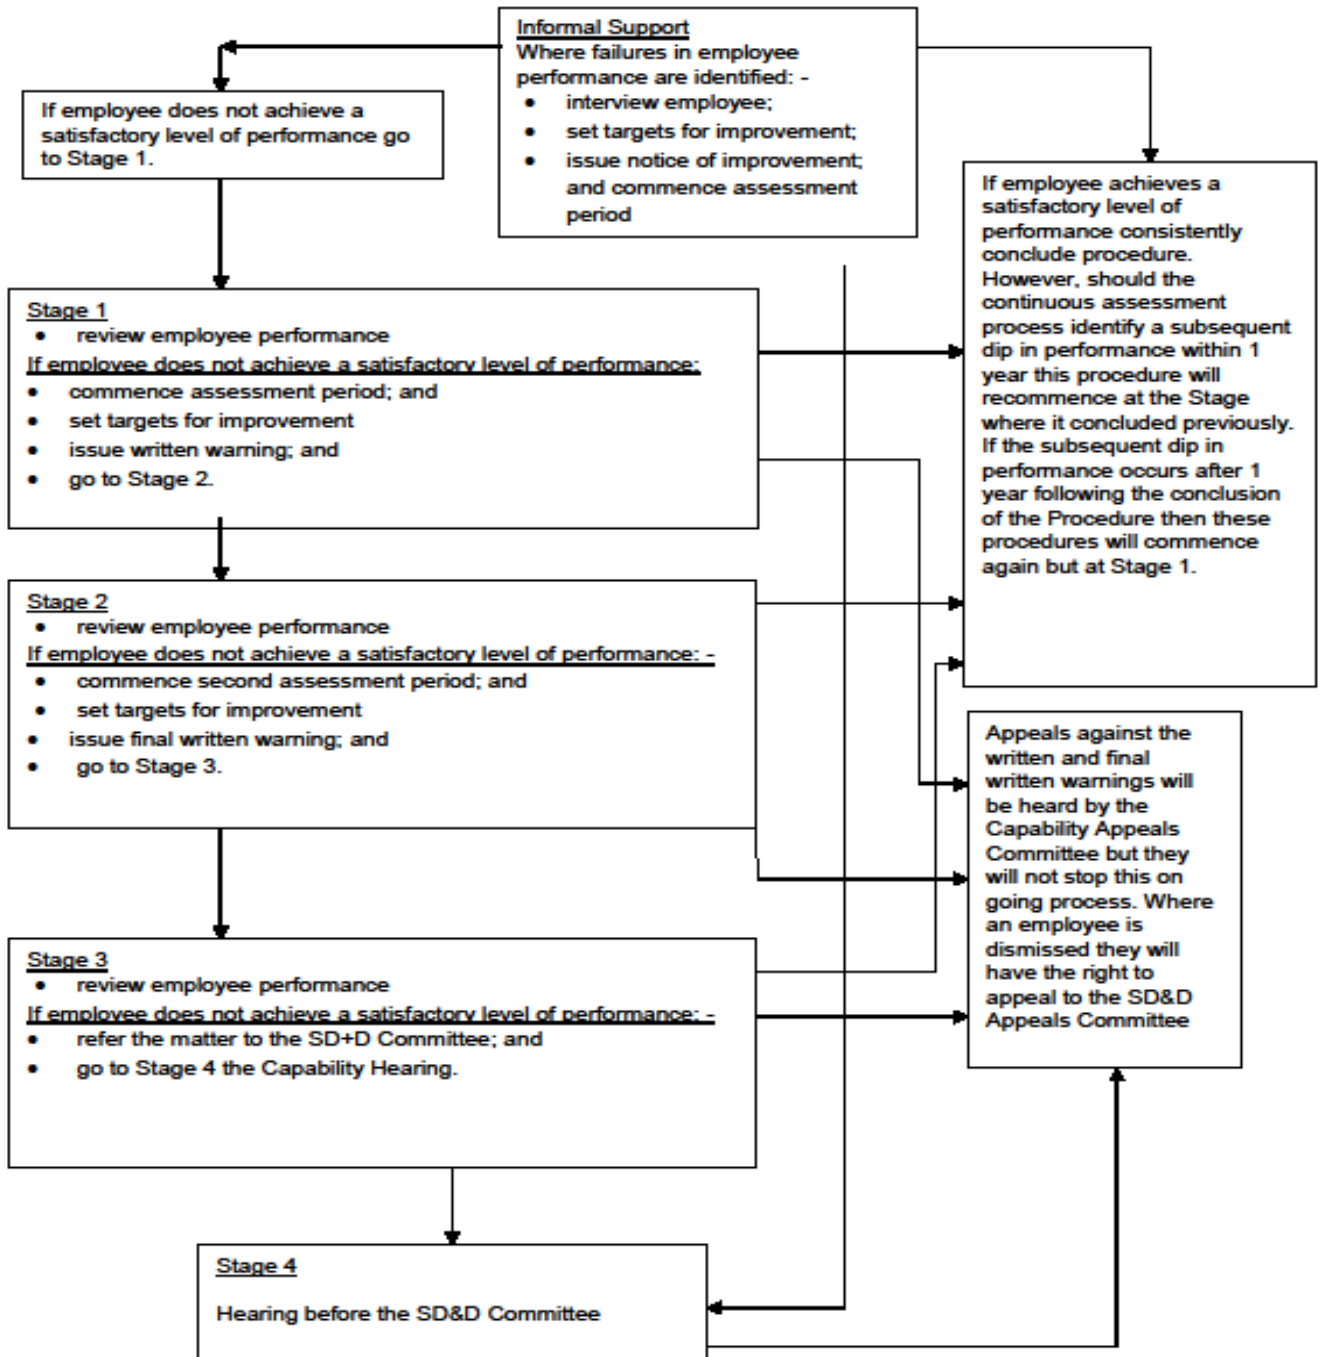 Informal Support
Where failures in employee
performance are identified: -
• interview employee;
• set targets for improvement;
• issue notice of improvement;
and commence assessment
period
If employee does not achieve a
satisfactory level of performance go
to Stage 1.
If employee achieves a
satisfactory level of
performance consistently
conclude procedure.
However, should the
continuous assessment
process identify a subsequent
dip in performance within 1
year this procedure will
recommence at the Stage
where it concluded previously.
If the subsequent dip in
performance occurs after 1
year following the conclusion
of the Procedure then these
procedures will commence
again but at Stage 1.
Stage 1
• review employee performance
If employee does not achieve a satisfactory level of performance:
• commence assessment period; and
• set targets for improvement
• issue written warning; and
• go to Stage 2.
Stage 2
• review employee performance
If employee does not achieve a satisfactory level of performance: -
• commence second assessment period; and
• set targets for improvement
• issue final written warning; and
• go to Stage 3.
Appeals against the
written and final
written warnings will
be heard by the
Capability Appeals
Committee but they
will not stop this on
going process. Where
an employee is
dismissed they will
have the right to
appeal to the SD&D
Appeals Committee
Stage 3
• review employee performance
If employee does not achieve a satisfactory level of performance: -
• refer the matter to the SD+D Committee; and
• go to Stage 4 the Capability Hearing.
Stage 4
Hearing before the SD&D Committee